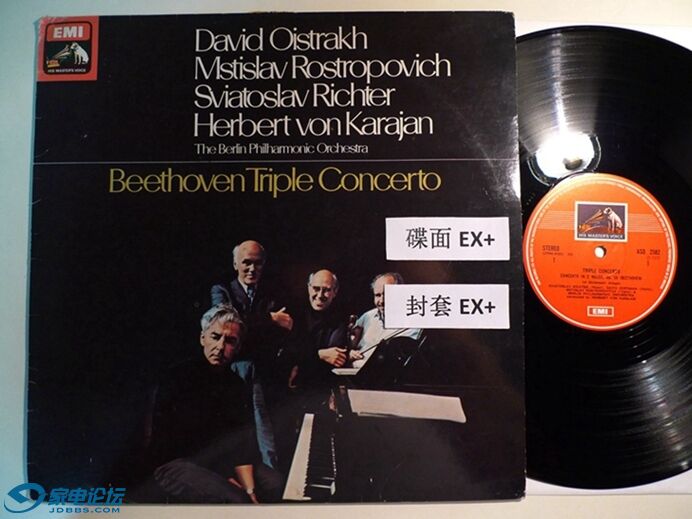 EMI
HIS MASTER'S VOICE
David Oistrakh
Mstislav Rostropovich
Sviatoslav Richter
Herbert von Karajan
The Berlin Philharmonic Orchestra
Beethoven Triple Concerto
碟面 EX+
封套 EX+
HIS MASTER'S VOICE
STEREO
1
ASD 2582
1
TRIPLE CONCERTO
EMI
家电论坛
JDBBS.COM